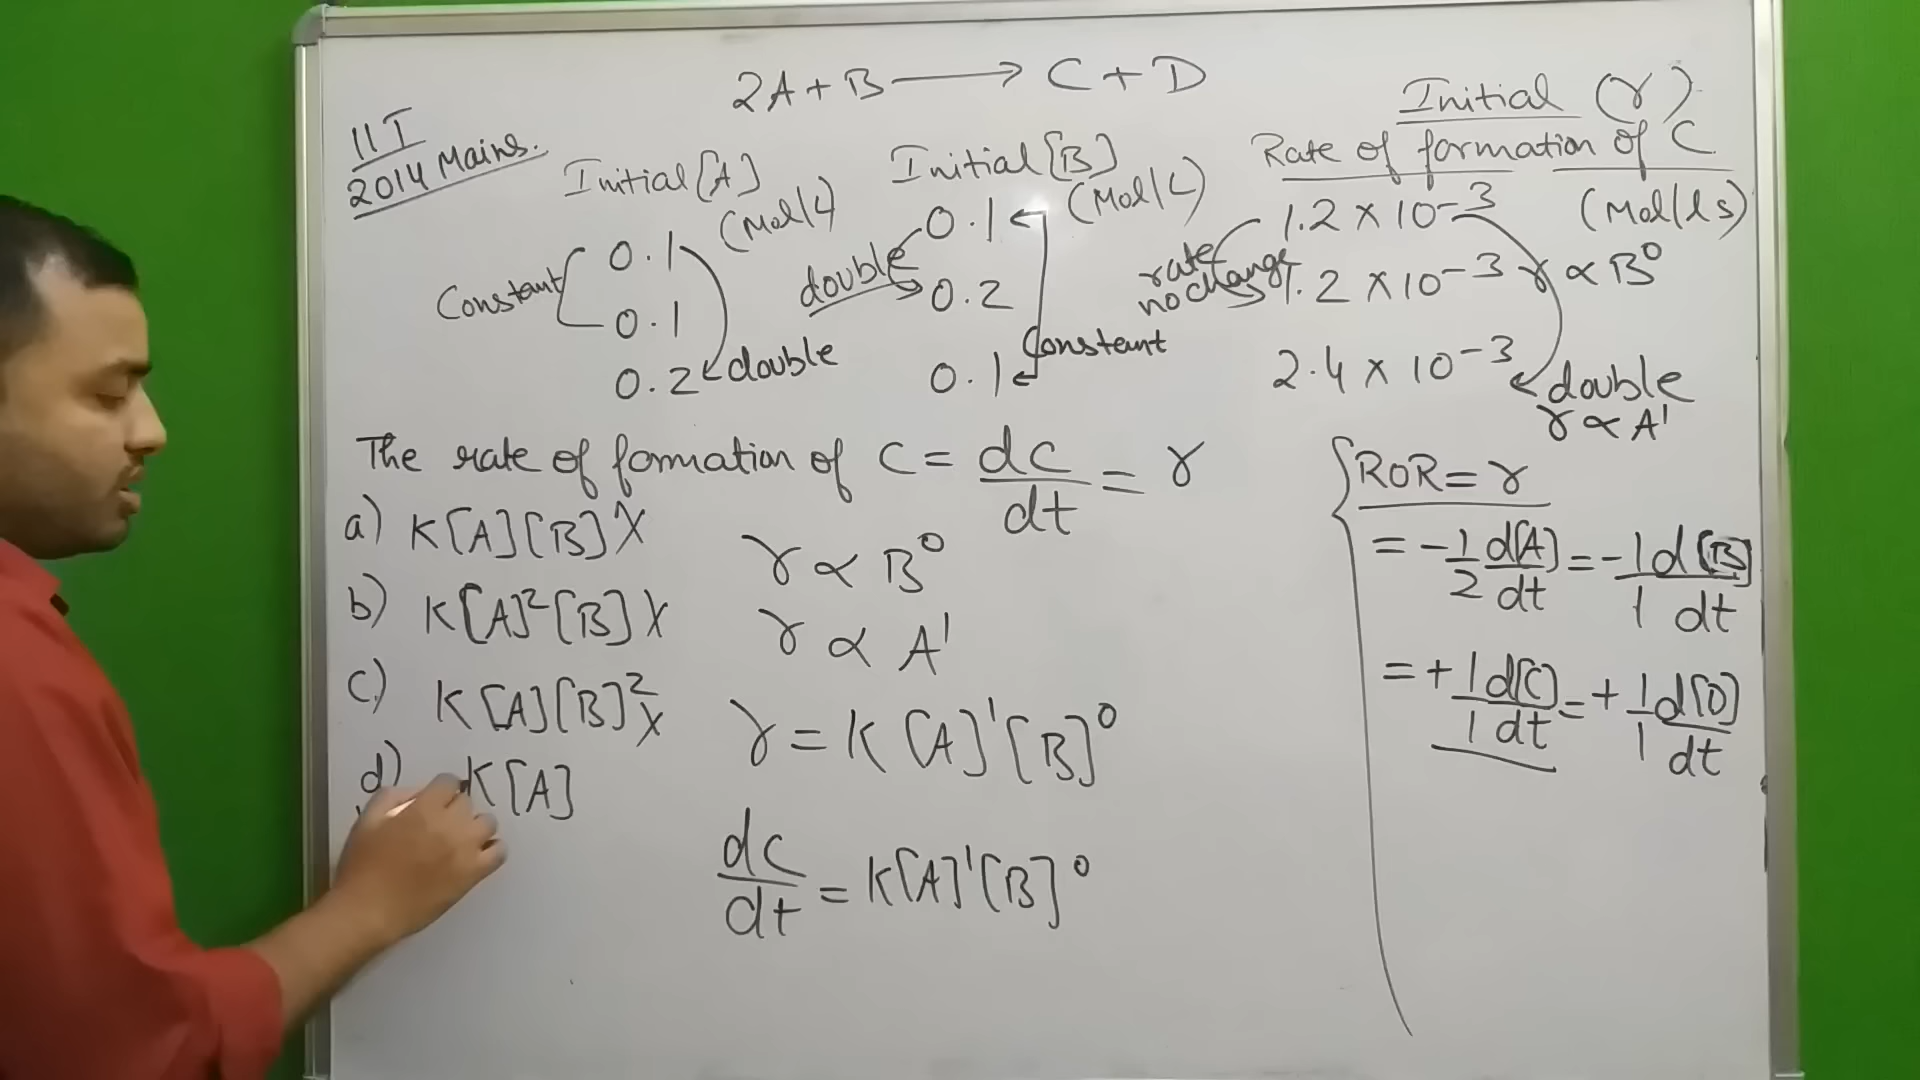 2A + B ⟶ C + D
IIT
2014 Mains.
Initial [A]
(Mol/L)
Initial [B]
(Mol/L)
Initial (r)
Rate of formation of C
(Mol/l s)
Constant
0.1
0.1
0.2 double
double
0.1
0.2
0.1
Constant
rate
no change
1.2 × 10⁻³
1.2 × 10⁻³ r ∝ B⁰
2.4 × 10⁻³ double
r ∝ A¹
The rate of formation of C = dc/dt = r
a) K[A][B] X
b) K[A]²[B] X
c) K[A][B]² X
d) K[A]
r ∝ B⁰
r ∝ A¹
r = K[A]¹[B]⁰
dc/dt = K[A]¹[B]⁰
ROR = r
= -1/2 d[A]/dt = -1/1 d[B]/dt
= +1/1 d[C]/dt = +1/1 d[D]/dt